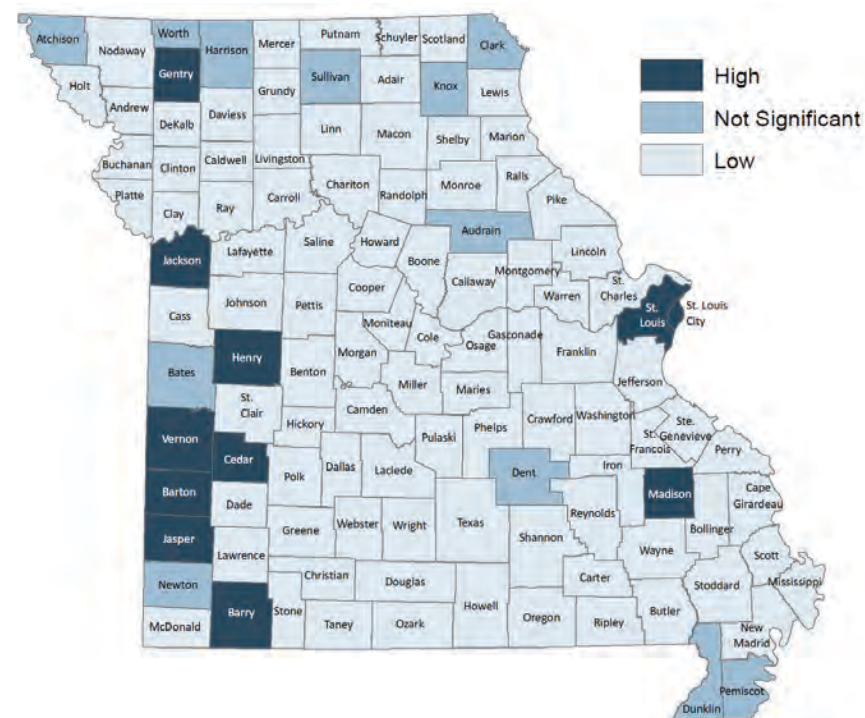 Atchison
Nodaway
Worth
Harrison
Mercer
Putnam
Schuyler
Scotland
Clark
Gentry
Sullivan
Adair
Knox
Lewis
Holt
Andrew
DeKalb
Daviess
Grundy
Linn
Macon
Shelby
Marion
Buchanan
Clinton
Caldwell
Livingston
Chariton
Randolph
Monroe
Ralls
Pike
Platte
Clay
Ray
Carroll
Audrain
Jackson
Lafayette
Saline
Howard
Boone
Callaway
Montgomery
Lincoln
Warren
St.
Charles
St.
Louis
St. Louis
City
Cass
Johnson
Pettis
Cooper
Moniteau
Cole
Osage
Gasconade
Franklin
Jefferson
Bates
Henry
Benton
Morgan
Miller
Maries
St.
Clair
Hickory
Camden
Pulaski
Phelps
Crawford
Washington
St.
Francois
Ste.
Genevieve
Perry
Vernon
Cedar
Polk
Dallas
Laclede
Dent
Iron
Madison
Cape
Girardeau
Barton
Dade
Greene
Webster
Wright
Texas
Shannon
Reynolds
Wayne
Bollinger
Scott
Mississippi
Jasper
Lawrence
Christian
Douglas
Carter
Stoddard
Newton
McDonald
Barry
Stone
Taney
Ozark
Howell
Oregon
Ripley
Butler
New
Madrid
Dunklin
Pemiscot
High
Not Significant
Low